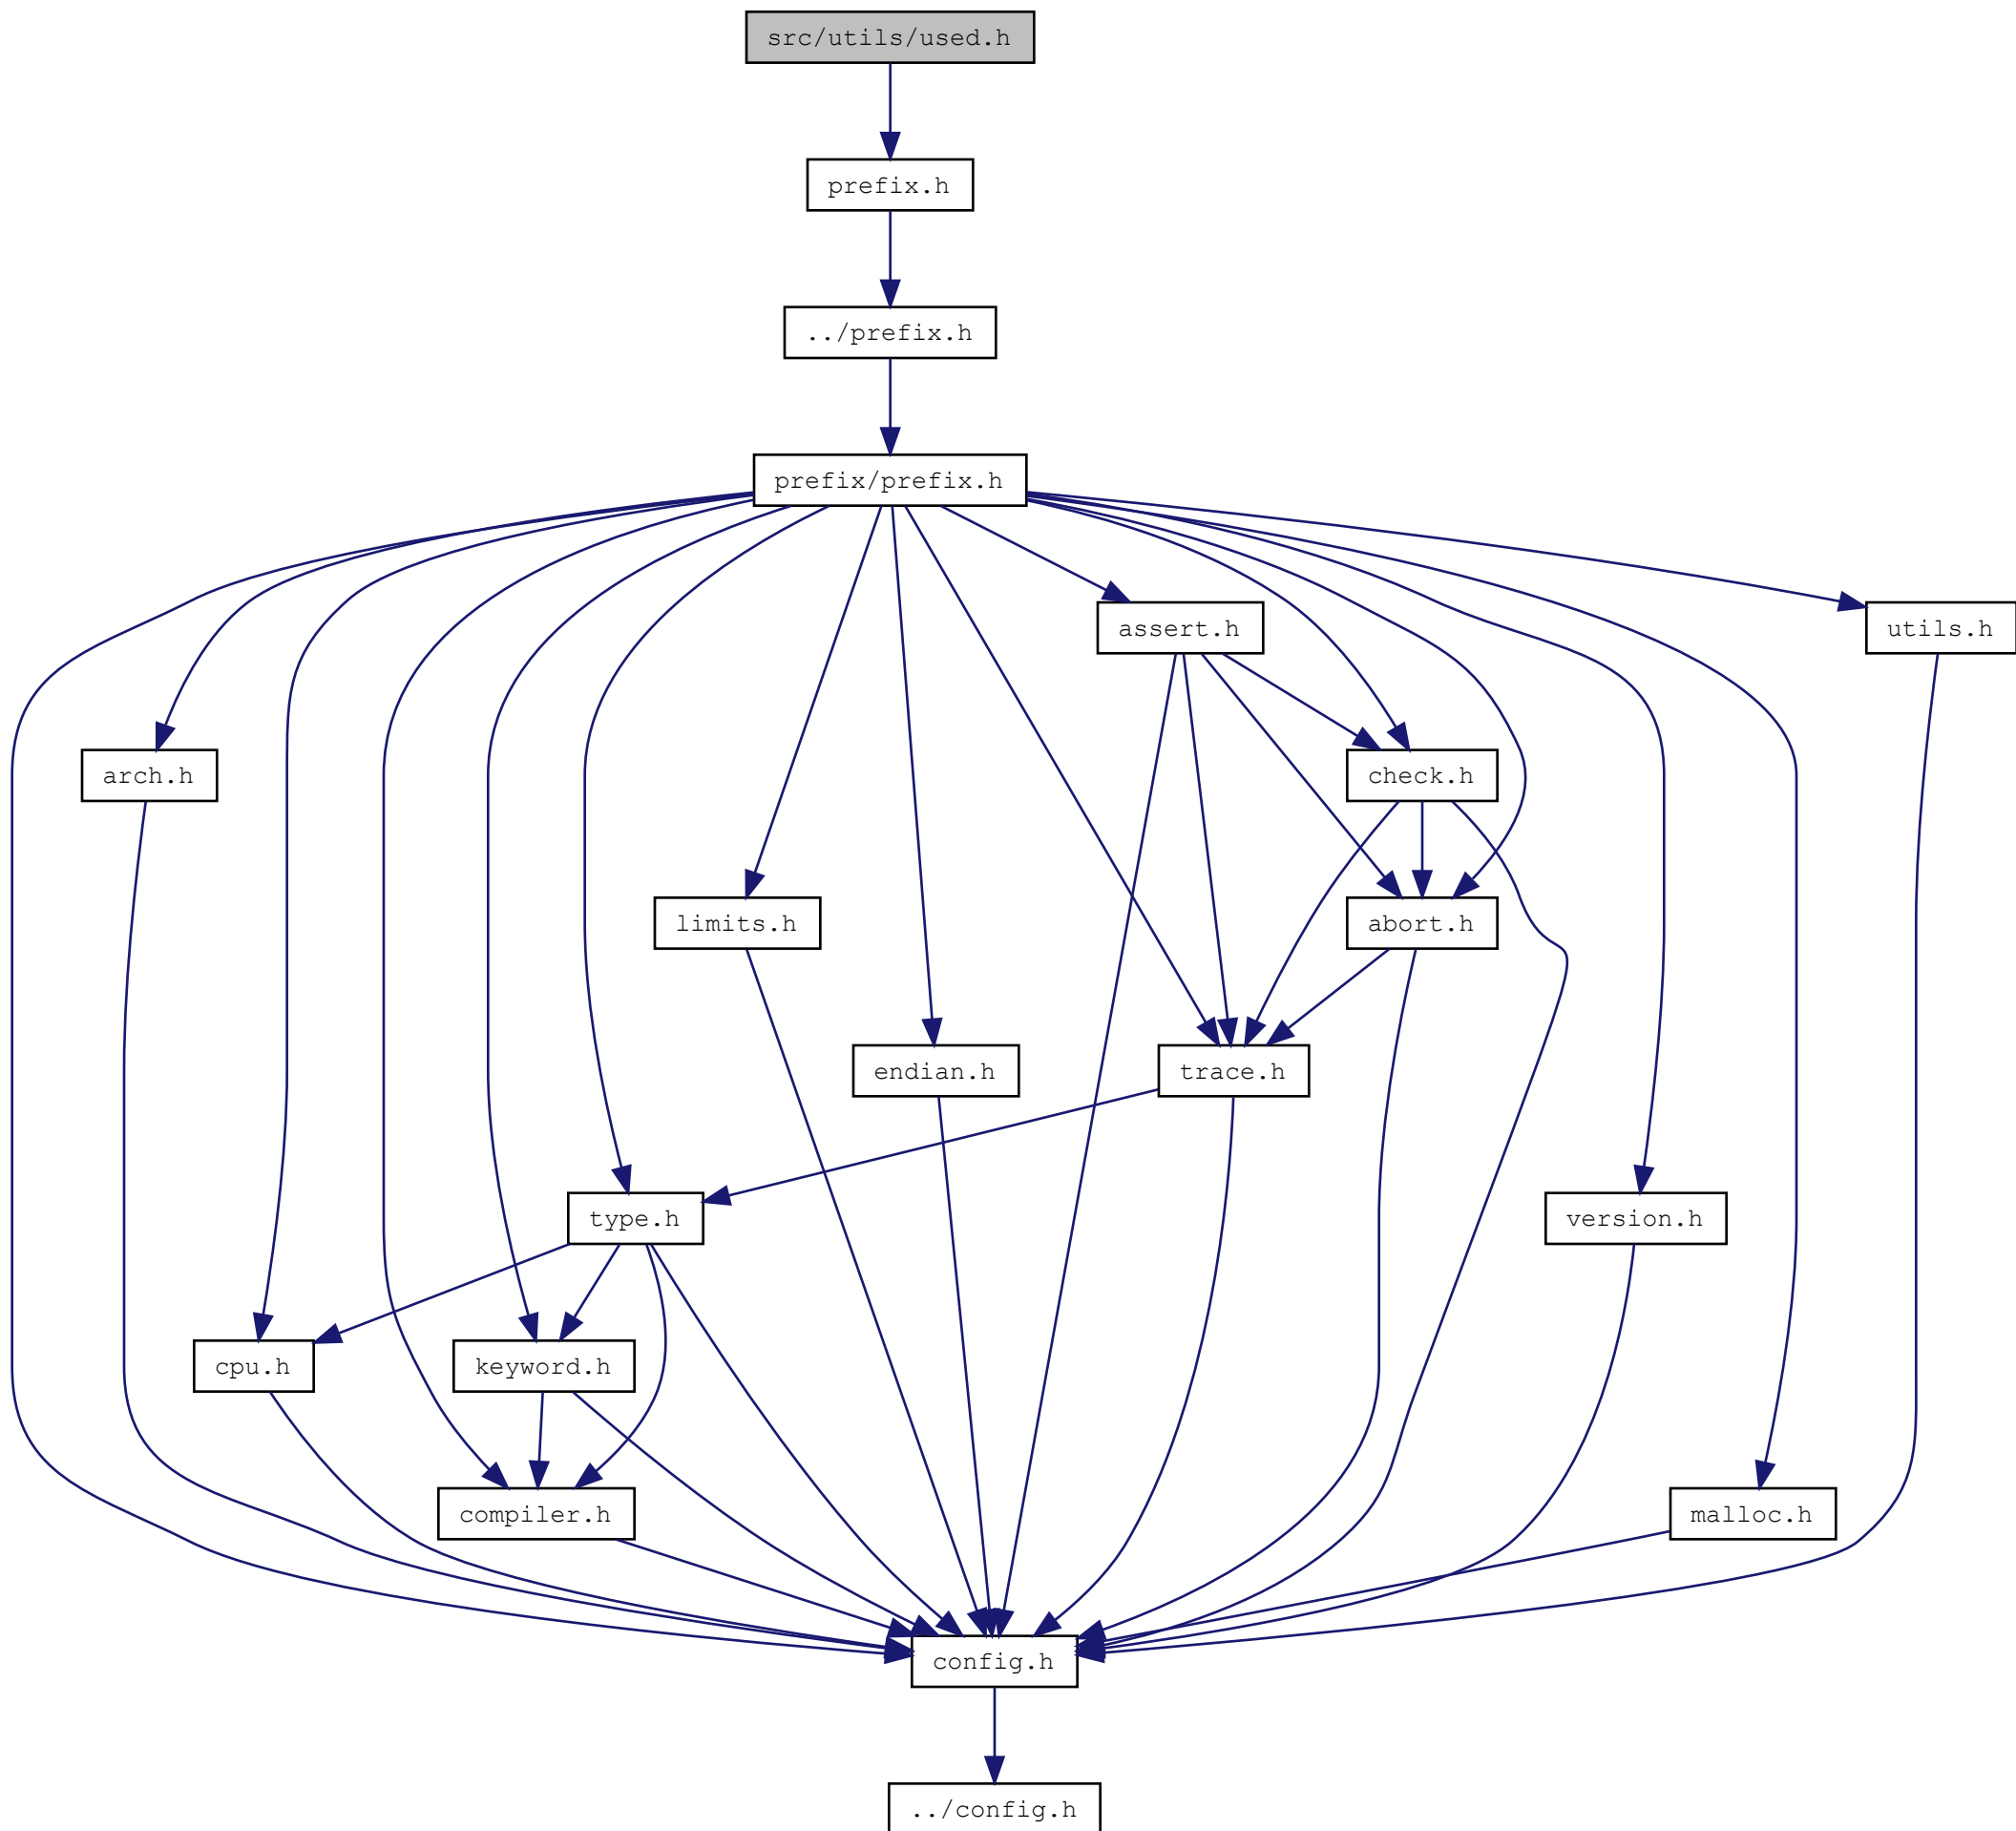 src/utils/used.h
prefix.h
../prefix.h
prefix/prefix.h
assert.h
utils.h
arch.h
check.h
limits.h
abort.h
endian.h
trace.h
type.h
version.h
cpu.h
keyword.h
compiler.h
malloc.h
config.h
../config.h